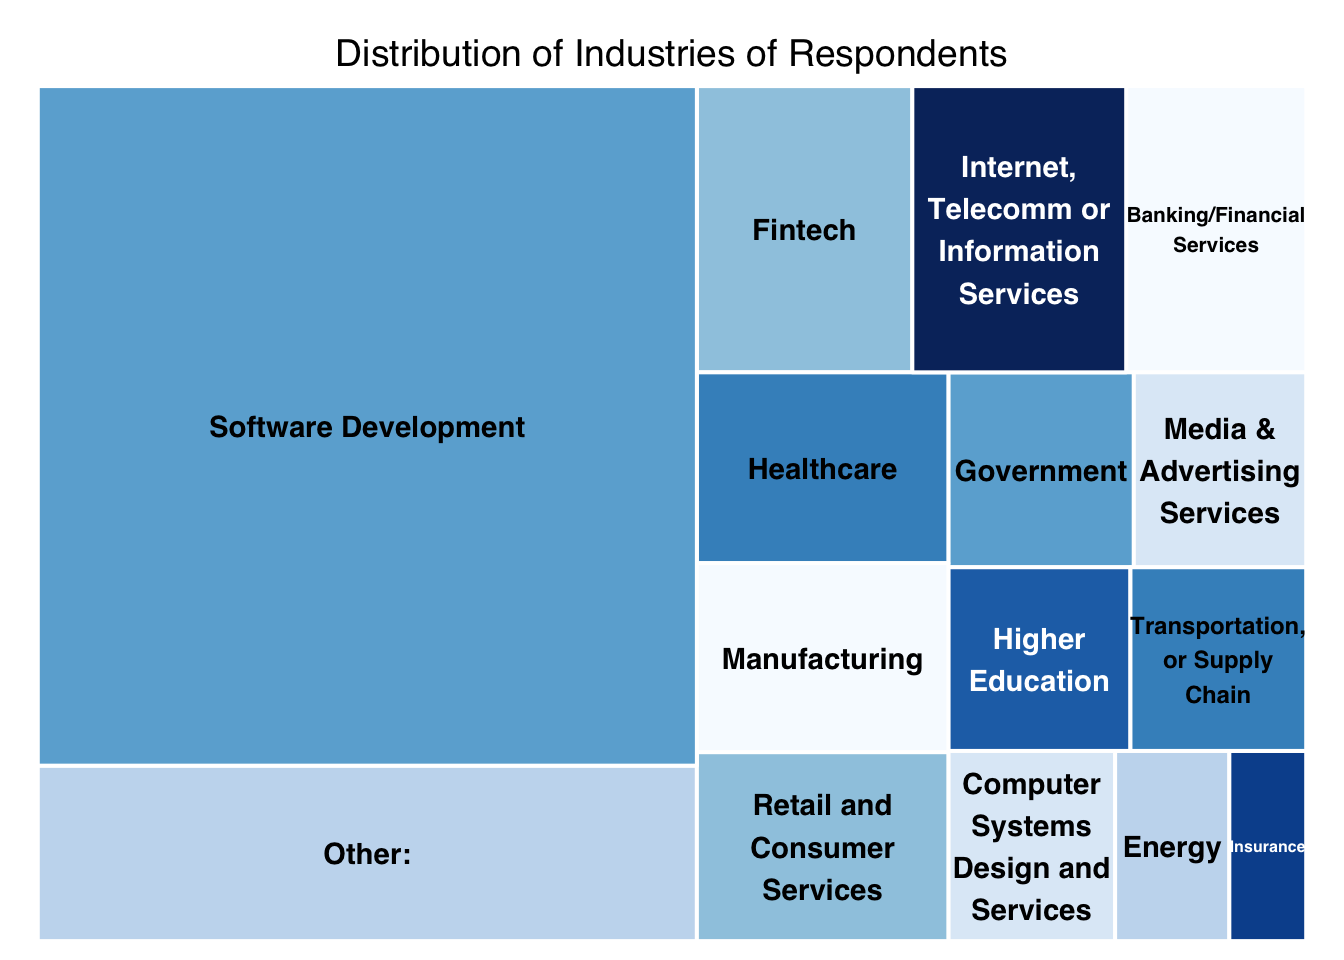 Distribution of Industries of Respondents
Software Development
Other:
Fintech
Internet,
Telecomm or
Information
Services
Banking/Financial
Services
Healthcare
Government
Media &
Advertising
Services
Manufacturing
Higher
Education
Transportation,
or Supply
Chain
Retail and
Consumer
Services
Computer
Systems
Design and
Services
Energy
Insurance